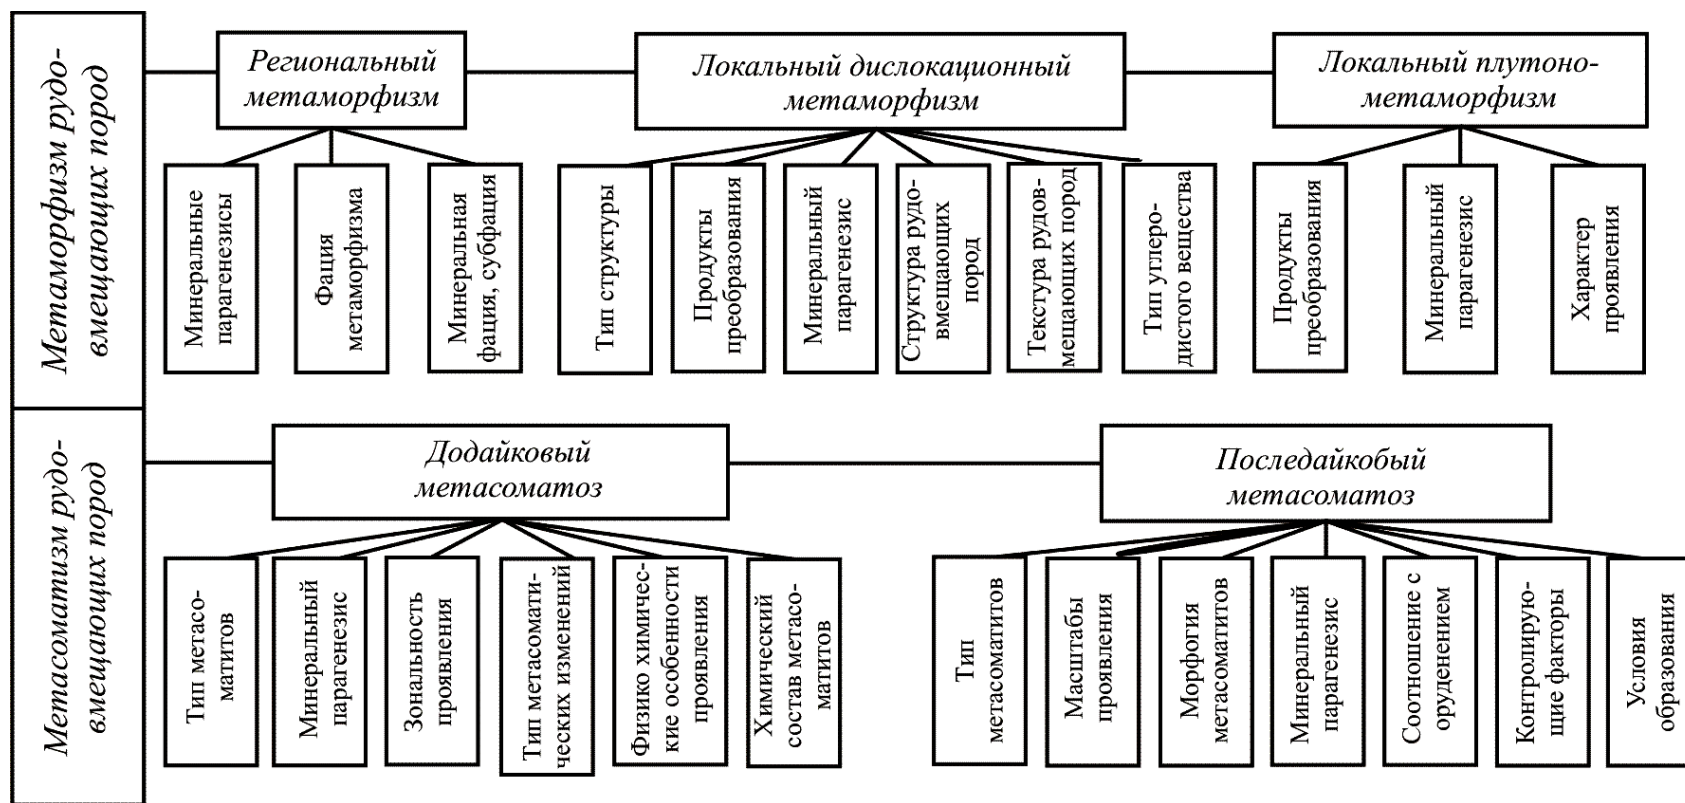 Метаморфизм рудо-
вмещающих пород
Региональный
метаморфизм
Локальный дислокационный
метаморфизм
Локальный плутоно-
метаморфизм
Минеральные
парагенезисы
Фация
метаморфизма
Минеральная
фация, субфация
Тип структуры
Продукты
преобразования
Минеральный
парагенезис
Структура рудо-
вмещающих
пород
Текстура рудов-
мещающих пород
Тип углеро-
дистого вещества
Продукты
преобразования
Минеральный
парагенезис
Характер
проявления
Метасоматизм рудо-
вмещающих пород
Додайковый
метасоматоз
Последайкобый
метасоматоз
Тип метасо-
матитов
Минеральный
парагенезис
Зональность
проявления
Тип метасомати-
ческих изменений
Физико химичес-
кие особенности
проявления
Химический
состав метасо-
матитов
Тип
метасоматитов
Масштабы
проявления
Морфогия
метасоматитов
Минеральный
парагенезис
Соотношение с
оруденением
Контролирую-
щие факторы
Условия
образования